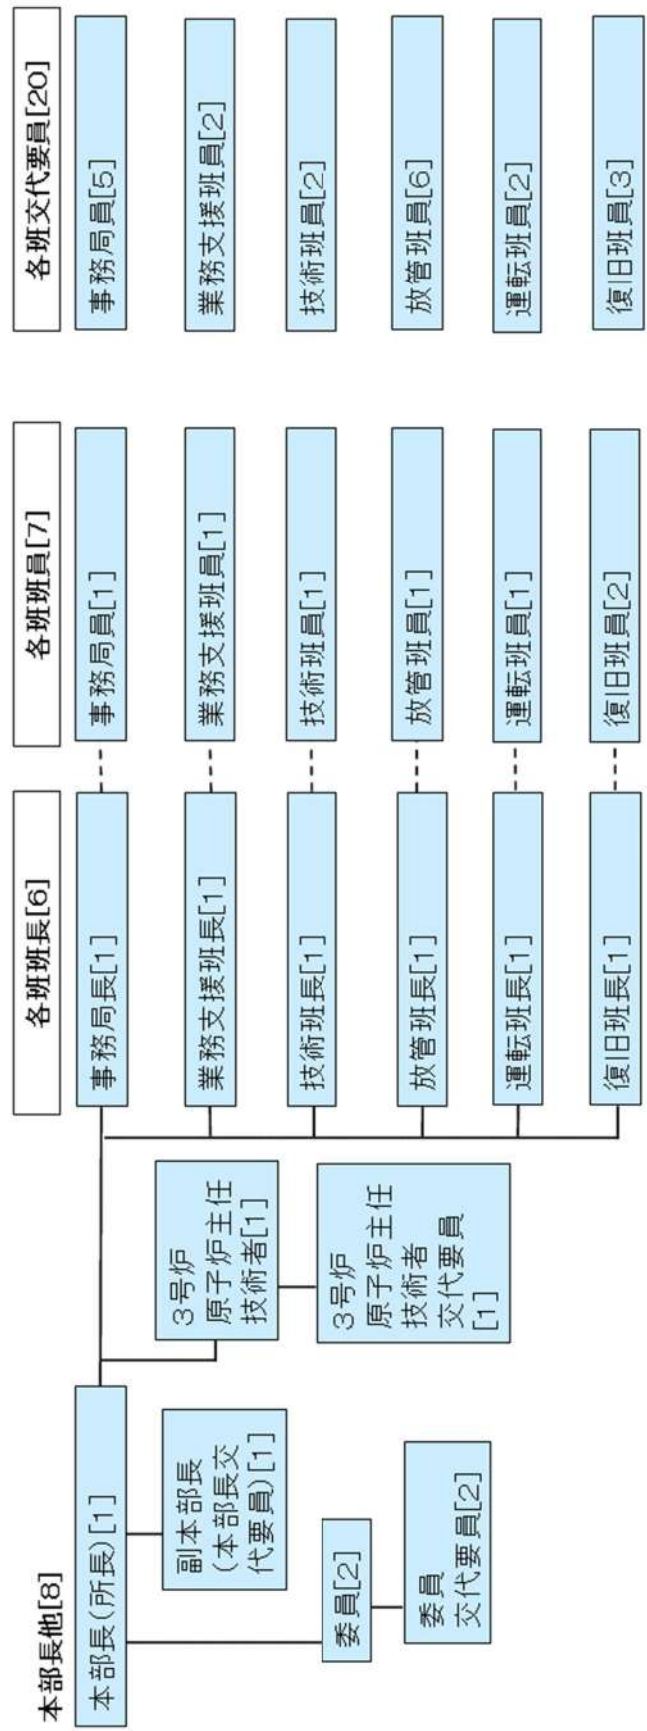 本部長他[8]
本部長(所長)[1]
副本部長
(本部長交
代要員)[1]
委員[2]
委員
交代要員[2]
3号炉
原子炉主任
技術者[1]
3号炉
原子炉主任
技術者
交代要員
[1]
各班班長[6]
事務局長[1]
業務支援班長[1]
技術班長[1]
放管班長[1]
運転班長[1]
復旧班長[1]
各班班員[7]
事務局員[1]
業務支援班員[1]
技術班員[1]
放管班員[1]
運転班員[1]
復旧班員[2]
各班交代要員[20]
事務局員[5]
業務支援班員[2]
技術班員[2]
放管班員[6]
運転班員[2]
復旧班員[3]